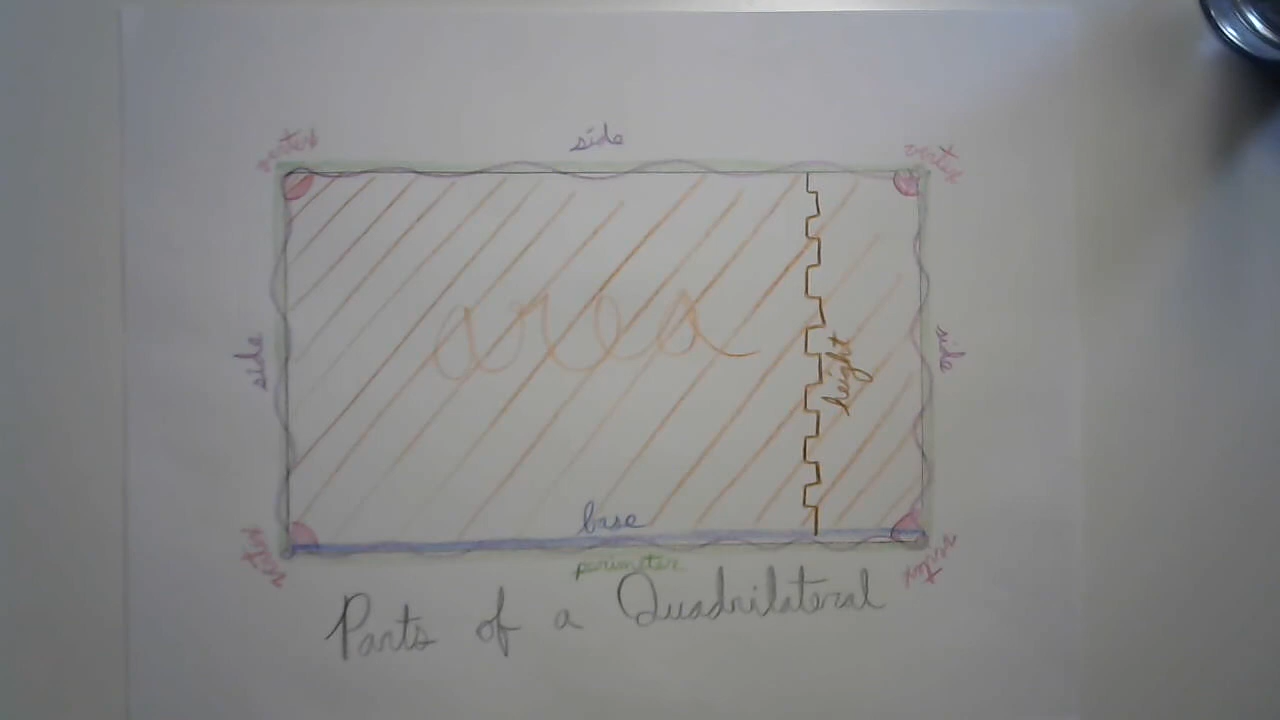 vertex
side
vertex
area
side
height
side
base
vertex
perimeter
vertex
Parts of a Quadrilateral